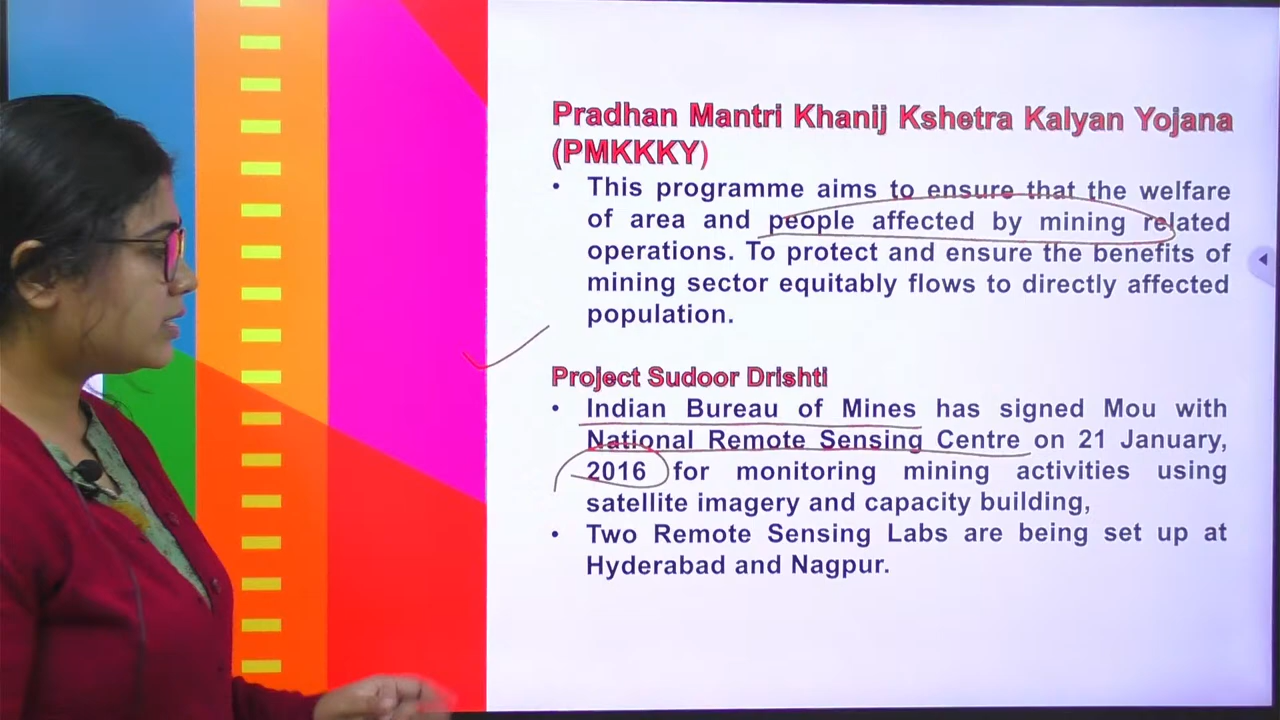 Pradhan Mantri Khanij Kshetra Kalyan Yojana
(PMKKKY)
• This programme aims to ensure that the welfare
of area and people affected by mining related
operations. To protect and ensure the benefits of
mining sector equitably flows to directly affected
population.
Project Sudoor Drishti
• Indian Bureau of Mines has signed Mou with
National Remote Sensing Centre on 21 January,
2016 for monitoring mining activities using
satellite imagery and capacity building,
• Two Remote Sensing Labs are being set up at
Hyderabad and Nagpur.